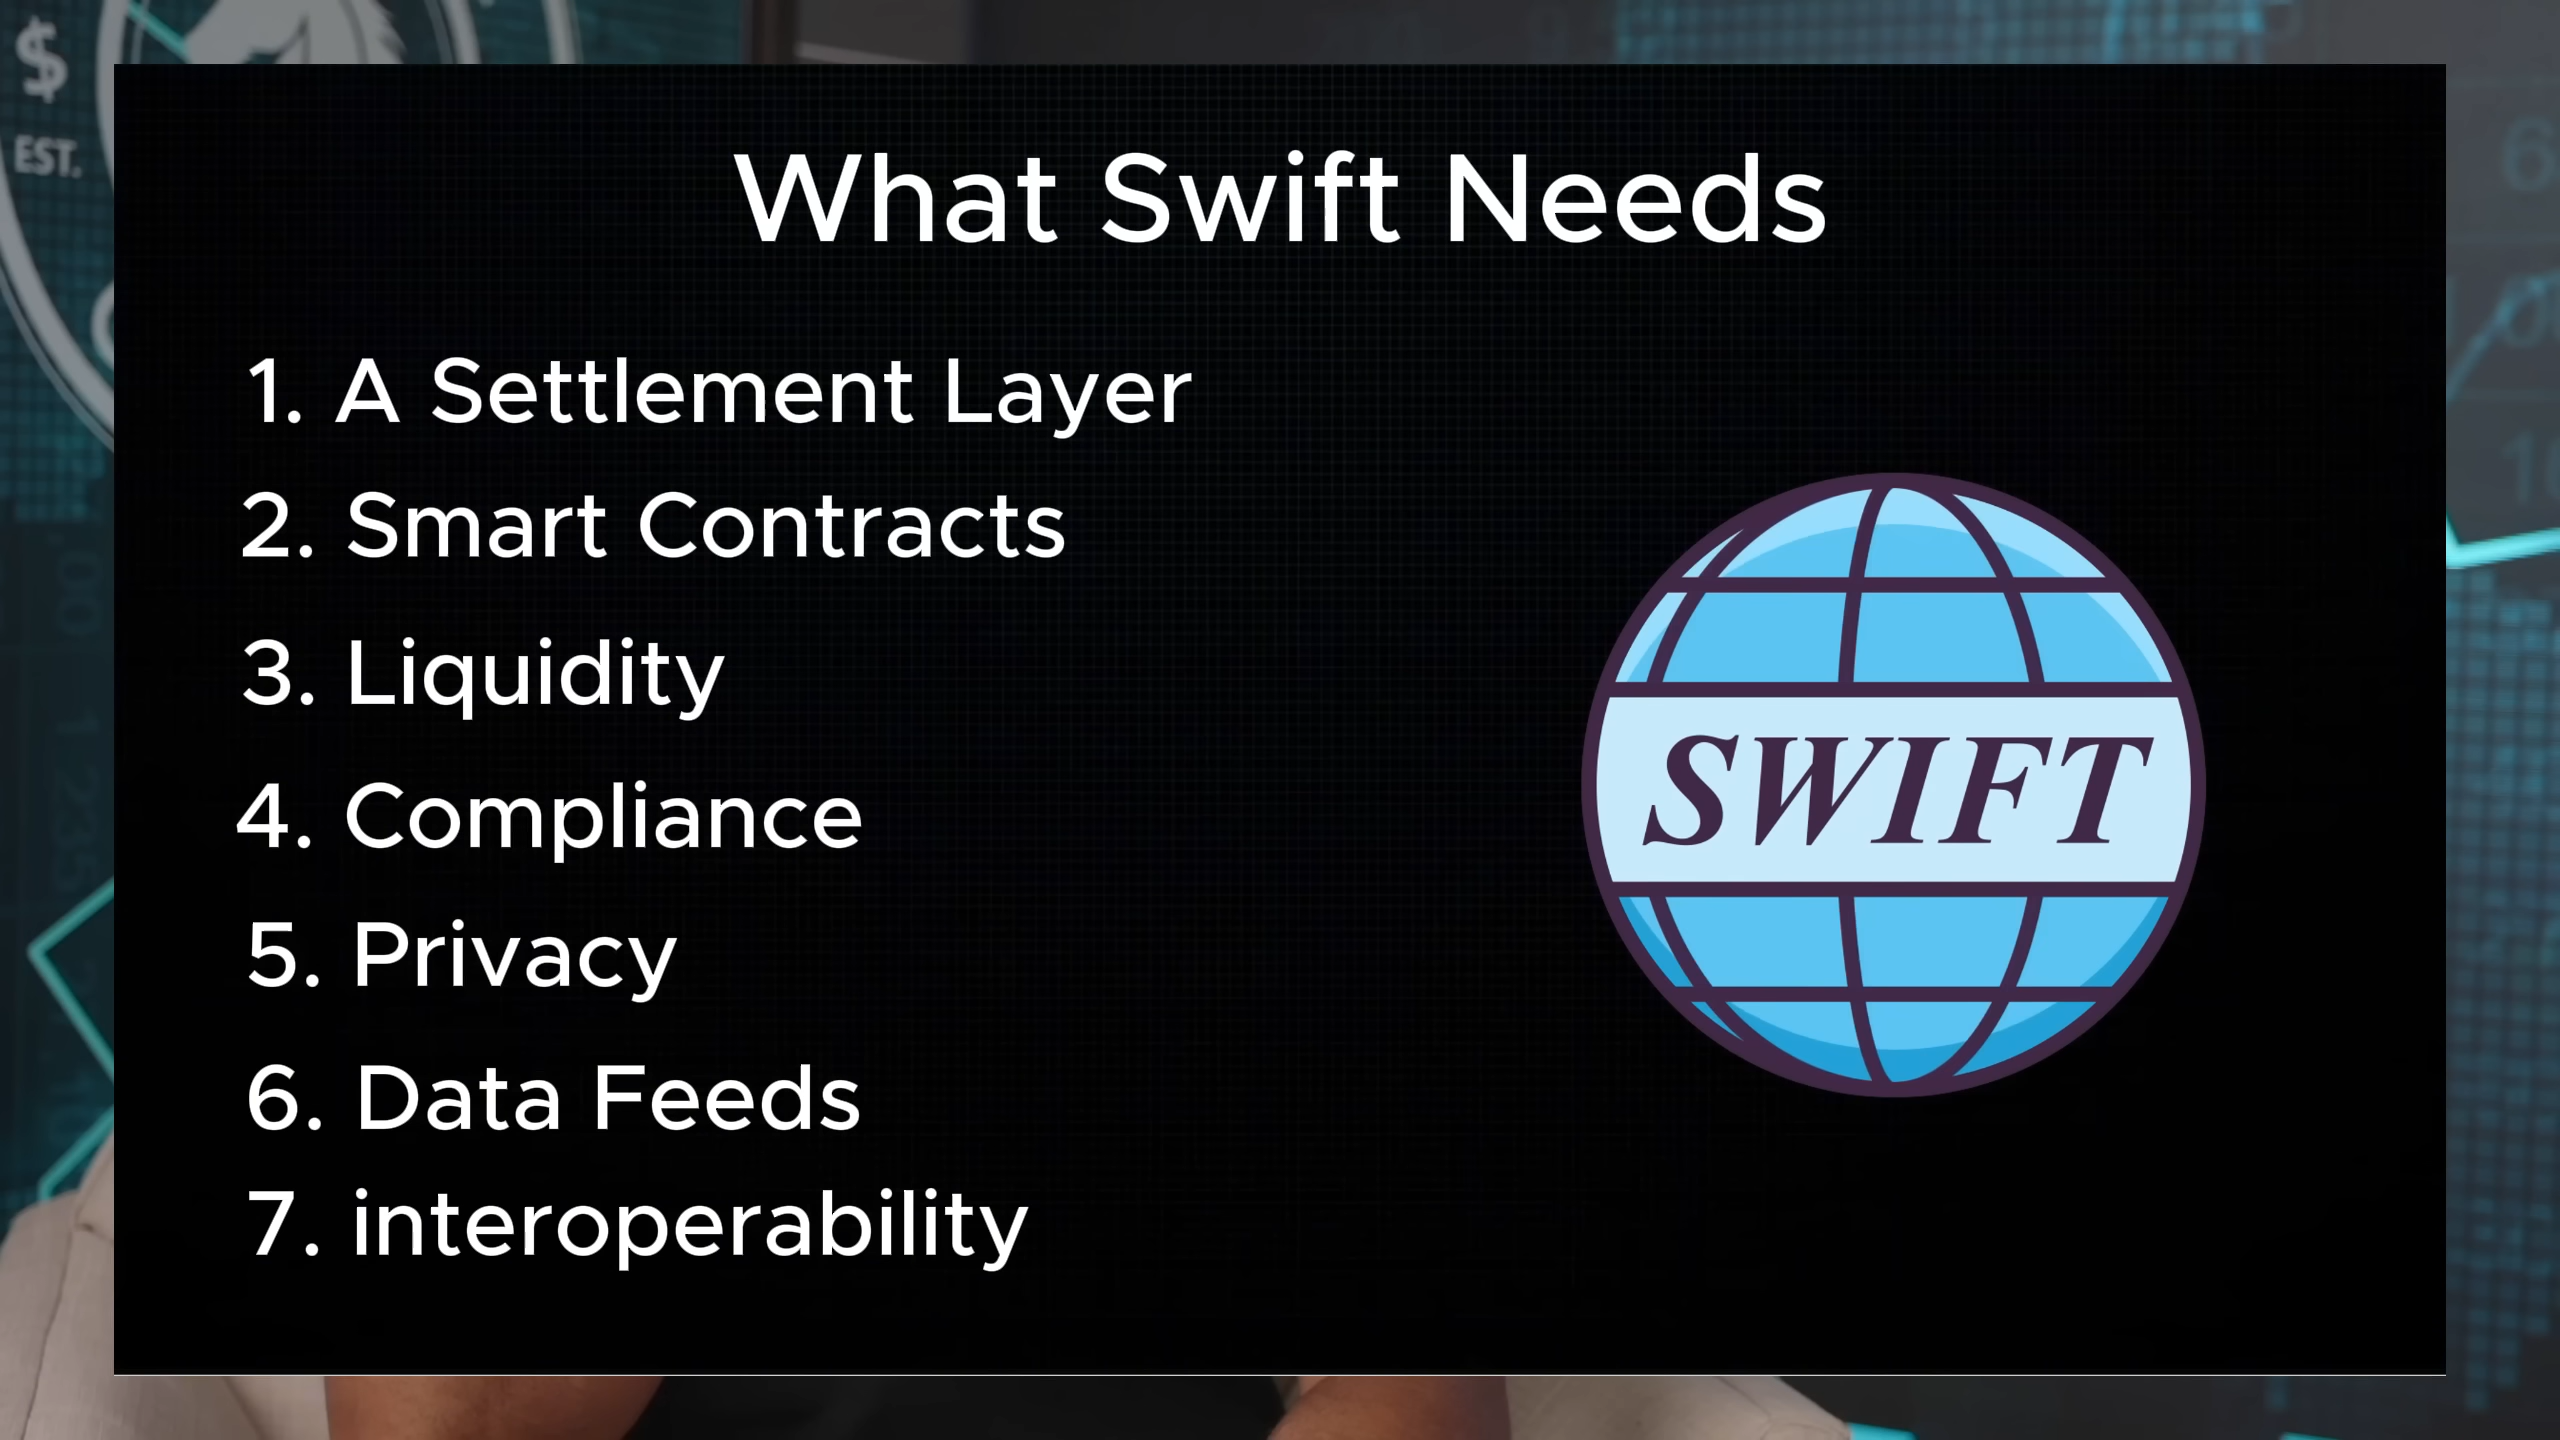 $
EST.
What Swift Needs
1. A Settlement Layer
2. Smart Contracts
3. Liquidity
4. Compliance
5. Privacy
6. Data Feeds
7. interoperability
SWIFT